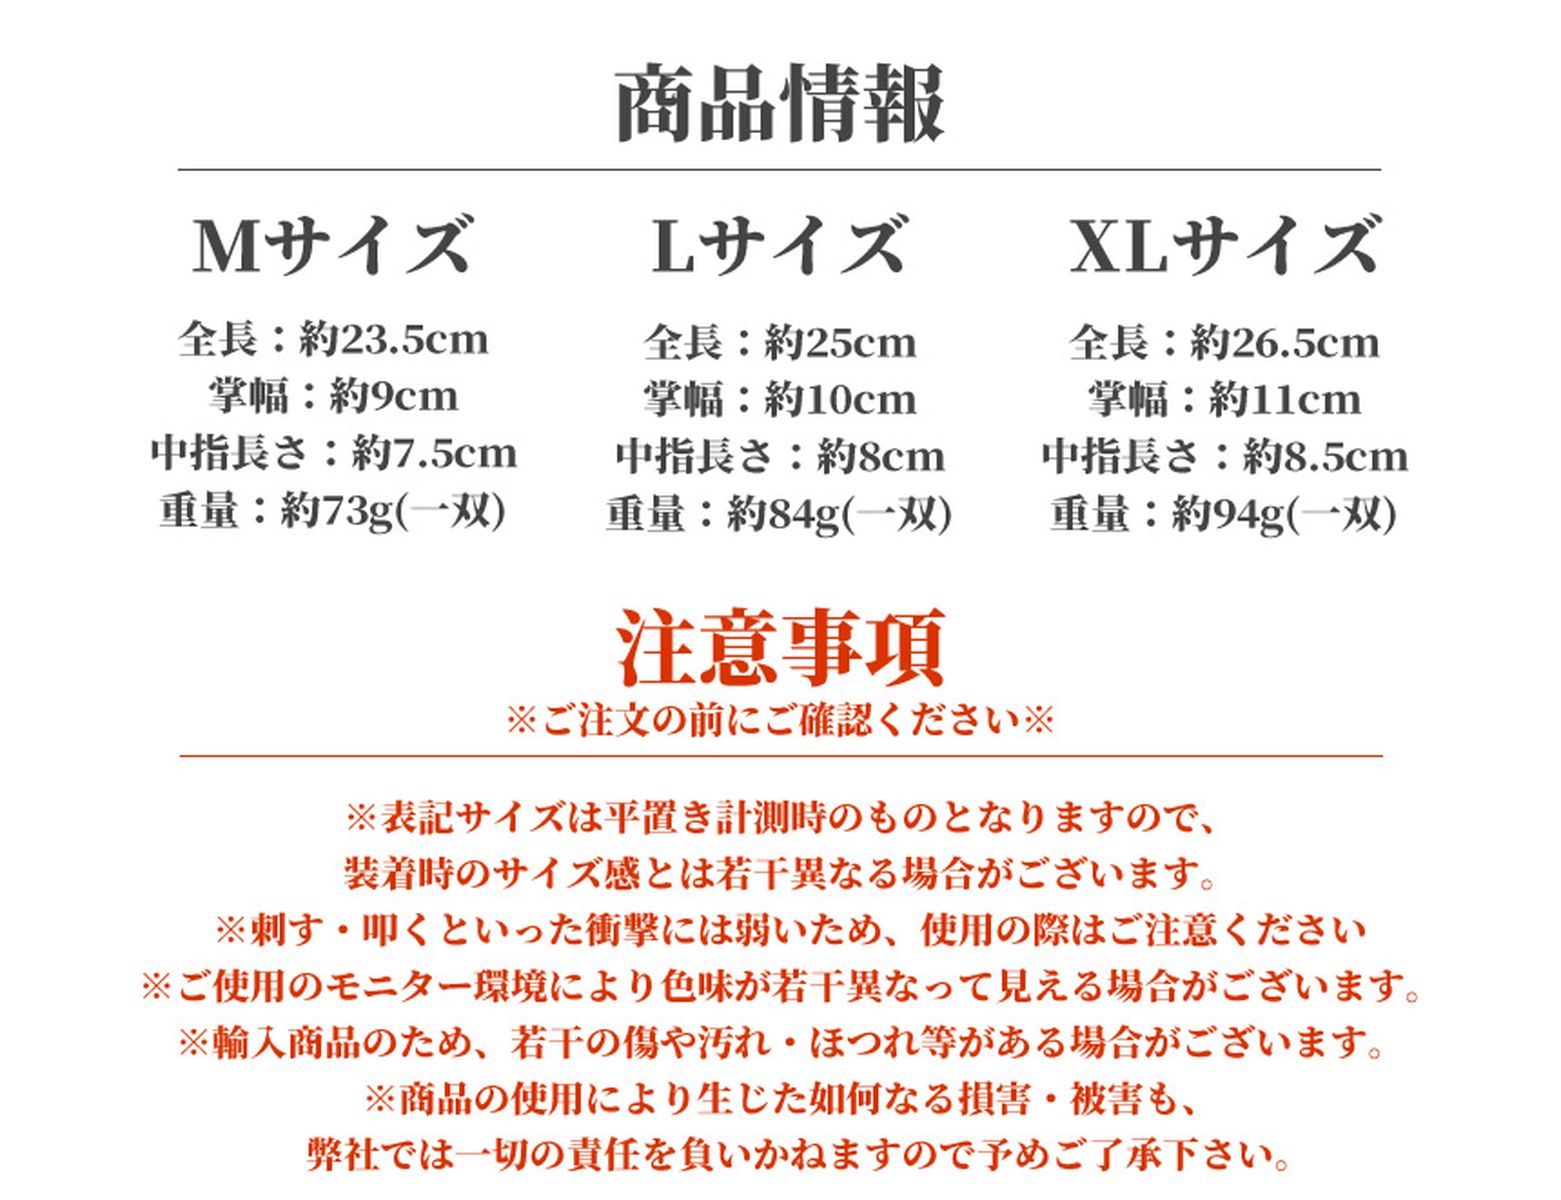 商品情報
Mサイズ
全長：約23.5cm
掌幅：約9cm
中指長さ：約7.5cm
重量：約73g(一双)
Lサイズ
全長：約25cm
掌幅：約10cm
中指長さ：約8cm
重量：約84g(一双)
XLサイズ
全長：約26.5cm
掌幅：約11cm
中指長さ：約8.5cm
重量：約94g(一双)
注意事項
※ご注文の前にご確認ください※
※表記サイズは平置き計測時のものとなりますので、
装着時のサイズ感とは若干異なる場合がございます。
※刺す・叩くといった衝撃には弱いため、使用の際はご注意ください
※ご使用のモニター環境により色味が若干異なって見える場合がございます。
※輸入商品のため、若干の傷や汚れ・ほつれ等がある場合がございます。
※商品の使用により生じた如何なる損害・被害も、
弊社では一切の責任を負いかねますので予めご了承下さい。